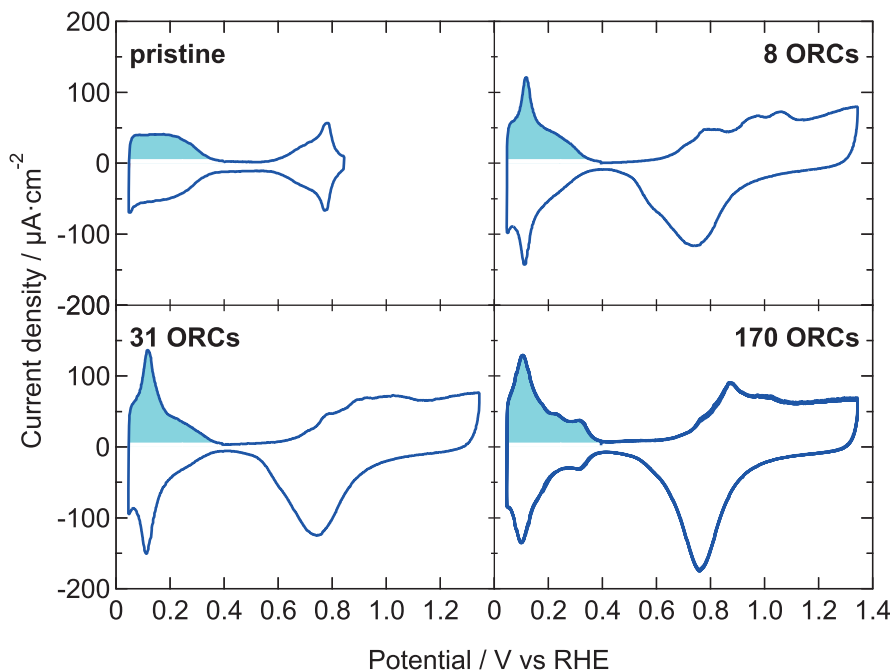 200
100
0
-100
-200
100
0
-100
-200
pristine
8 ORCs
31 ORCs
170 ORCs
0 0.2 0.4 0.6 0.8 1.0 1.2 0 0.2 0.4 0.6 0.8 1.0 1.2 1.4
Current density / µA·cm⁻²
Potential / V vs RHE